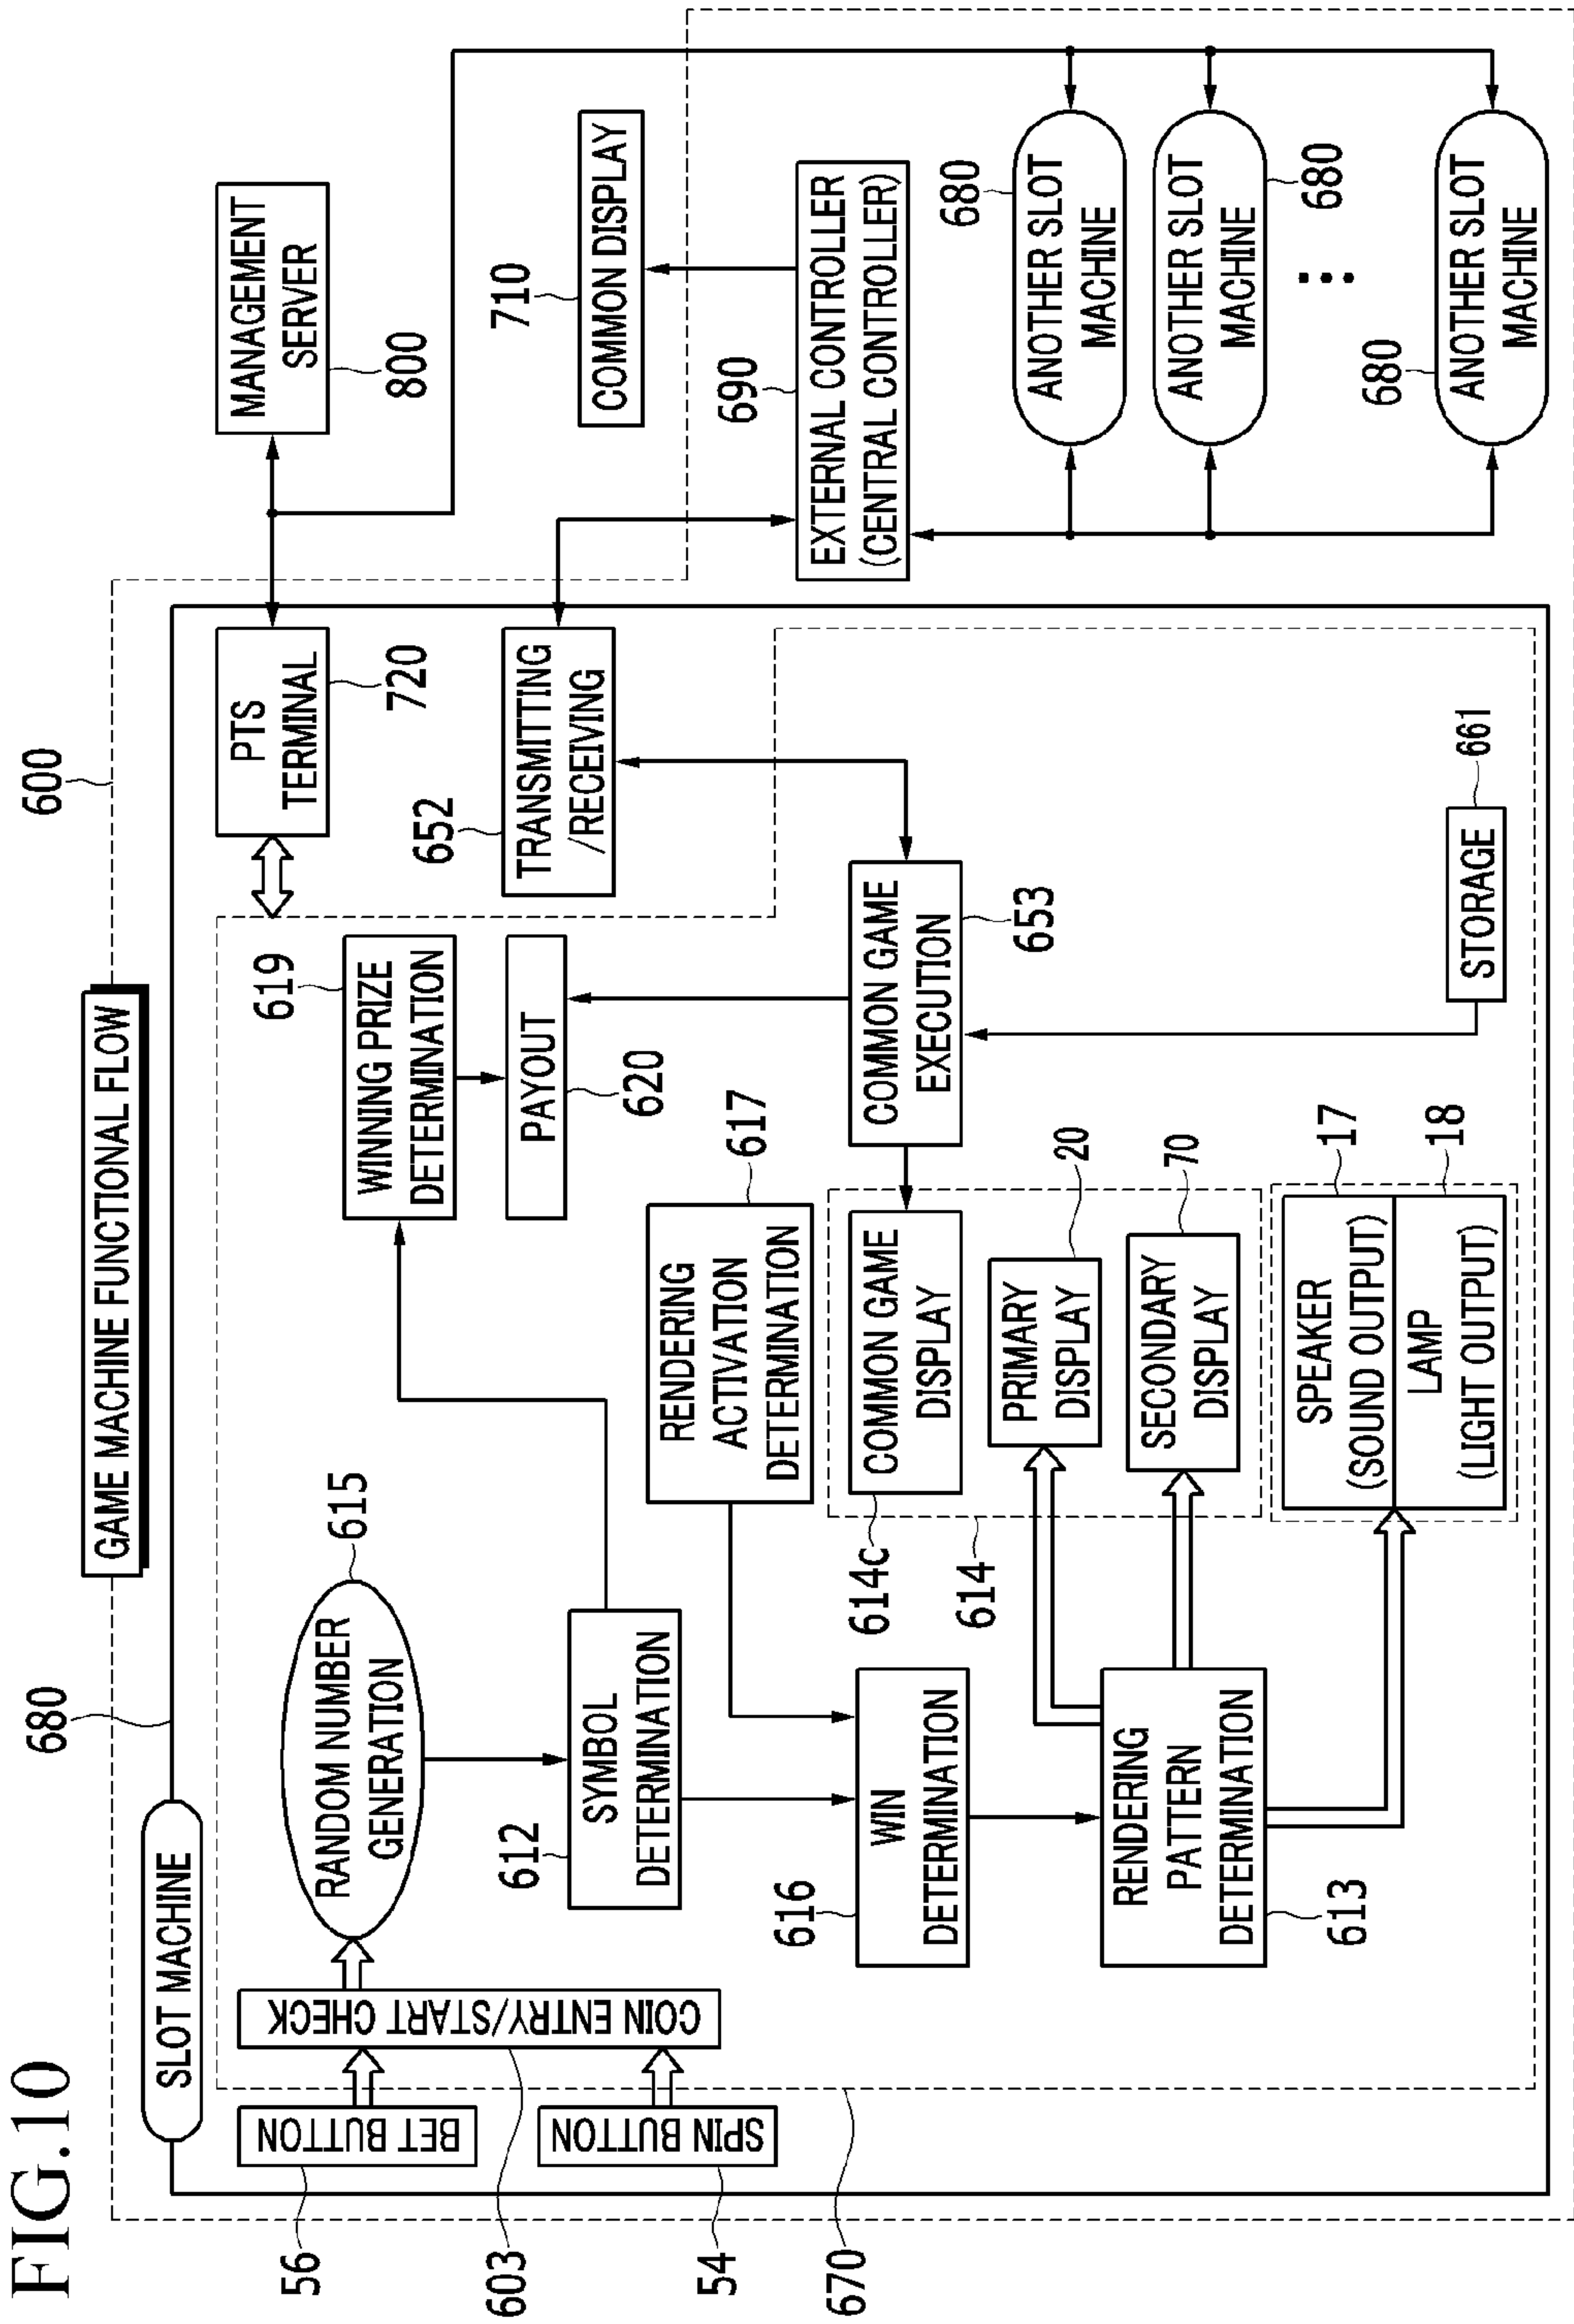 FIG.10
GAME MACHINE FUNCTIONAL FLOW
600
SLOT MACHINE
680
BET BUTTON
56
COIN ENTRY/START CHECK
603
SPIN BUTTON
54
670
RANDOM NUMBER
GENERATION
615
SYMBOL
DETERMINATION
612
WINNING PRIZE
DETERMINATION
619
PAYOUT
620
PTS
TERMINAL
720
MANAGEMENT
SERVER
800
TRANSMITTING
/RECEIVING
652
COMMON DISPLAY
710
RENDERING
ACTIVATION
DETERMINATION
617
WIN
DETERMINATION
616
COMMON GAME
EXECUTION
653
EXTERNAL CONTROLLER
(CENTRAL CONTROLLER)
690
COMMON GAME
DISPLAY
614c
614
PRIMARY
DISPLAY
20
SECONDARY
DISPLAY
70
RENDERING
PATTERN
DETERMINATION
613
SPEAKER
(SOUND OUTPUT)
17
LAMP
(LIGHT OUTPUT)
18
STORAGE
661
ANOTHER SLOT
MACHINE
680
ANOTHER SLOT
MACHINE
680
...
ANOTHER SLOT
MACHINE
680